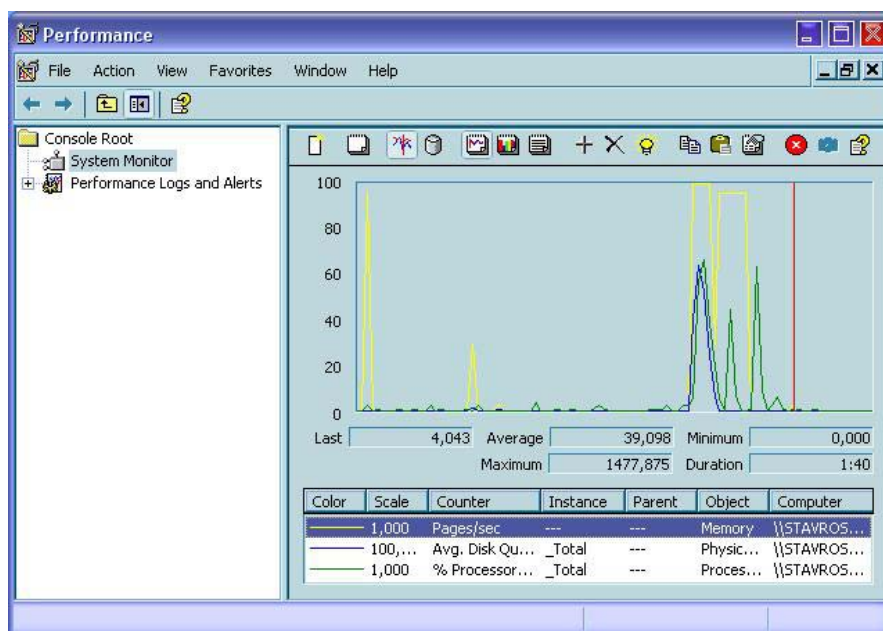 Performance
File Action View Favorites Window Help
Console Root
System Monitor
Performance Logs and Alerts
100
80
60
40
20
0
Last 4,043 Average 39,098 Minimum 0,000
Maximum 1477,875 Duration 1:40
Color Scale Counter Instance Parent Object Computer
1,000 Pages/sec --- --- Memory \\STAVROS...
100,... Avg. Disk Qu... _Total --- Physic... \\STAVROS...
1,000 % Processor... _Total --- Proces... \\STAVROS...